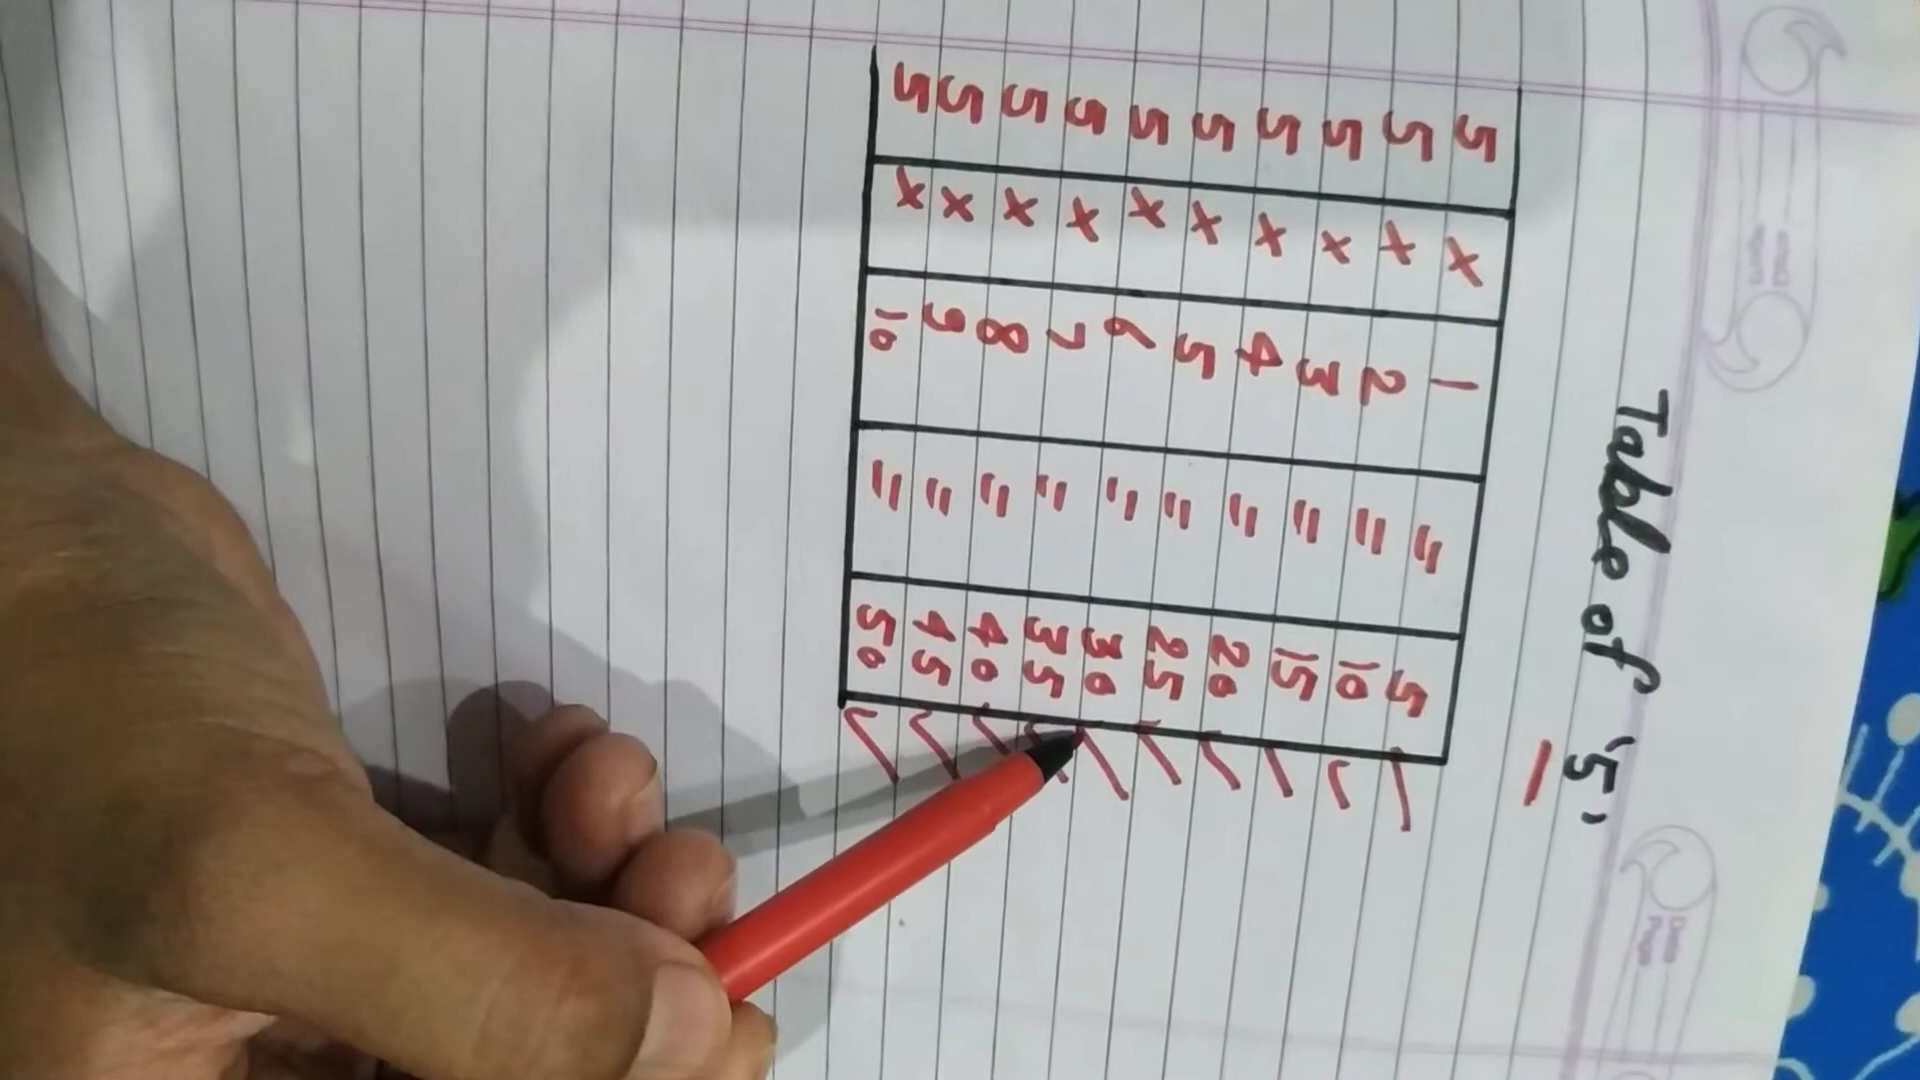 Table of '5'
5 x 1 = 5
5 x 2 = 10
5 x 3 = 15
5 x 4 = 20
5 x 5 = 25
5 x 6 = 30
5 x 7 = 35
5 x 8 = 40
5 x 9 = 45
5 x 10 = 50